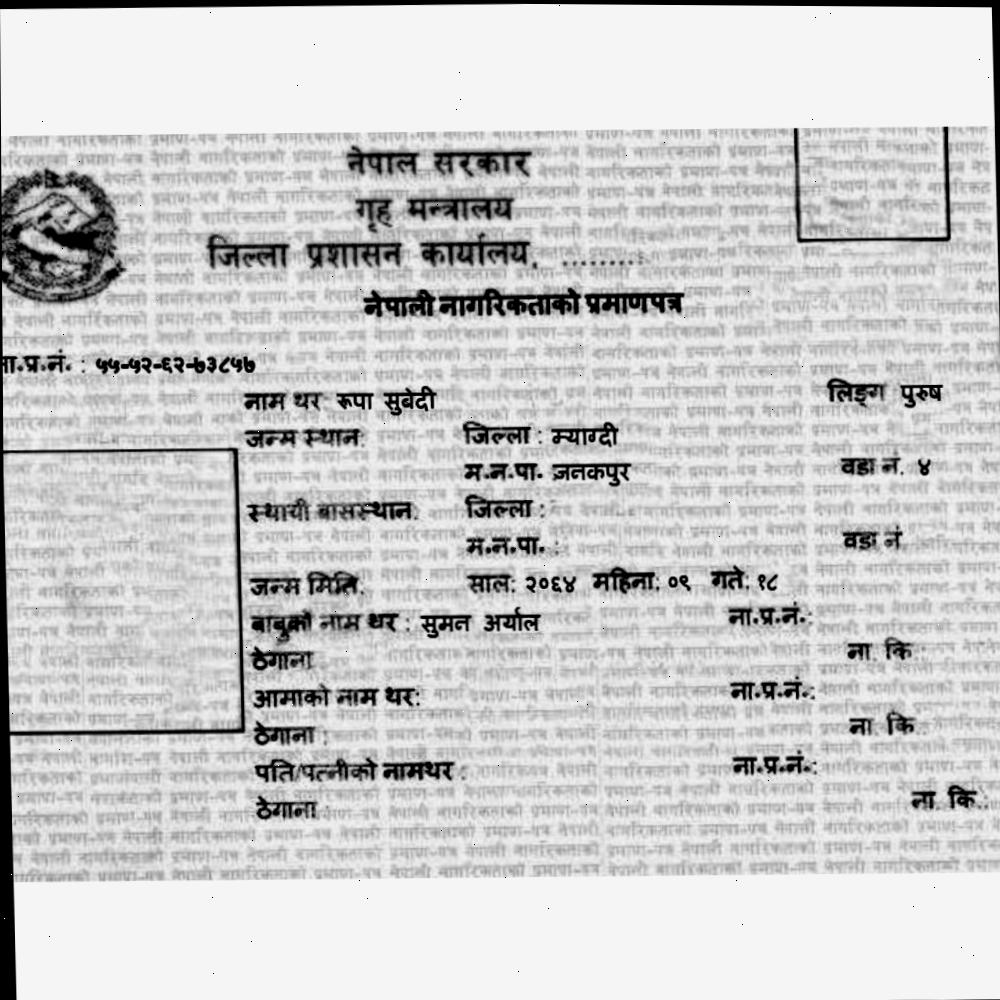 नेपाल सरकार
गृह मन्त्रालय
जिल्ला प्रशासन कार्यालय, ..........
नेपाली नागरिकताको प्रमाणपत्र
ना.प्र.नं. : ५५-५२-६२-७३८५७
नाम थर: रूपा सुबेदी लिङ्ग पुरुष
जन्म स्थान: जिल्ला : म्याग्दी
म.न.पा. जनकपुर वडा नं. ४
स्थायी बासस्थान: जिल्ला :
म.न.पा. : वडा नं
जन्म मिति: साल: २०६४ महिना: ०९ गते: १८
बाबुको नाम थर : सुमन अर्याल ना.प्र.नं.:
ठेगाना ना. कि.:
आमाको नाम थर: ना.प्र.नं.:
ठेगाना : ना. कि.
पति/पत्नीको नामथर : ना.प्र.नं.:
ठेगाना : ना. कि.: